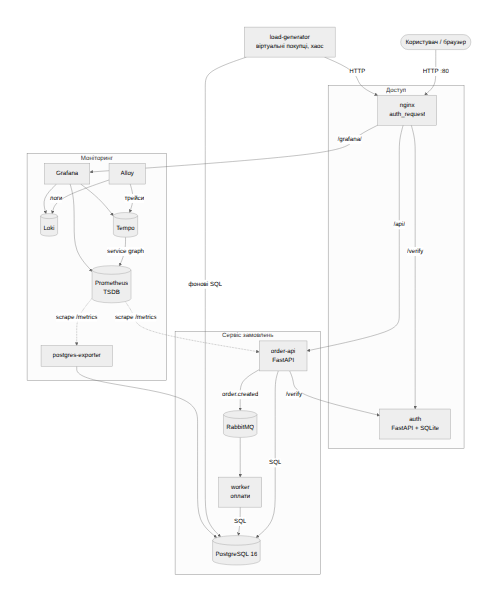 load-generator
віртуальні покупці, хаос
Користувач / браузер
HTTP
HTTP :80
Доступ
nginx
auth_request
/grafana/
Моніторинг
Grafana
Alloy
логи
трейси
Loki
Tempo
/api/
service graph
/verify
Prometheus
TSDB
фонові SQL
scrape /metrics
scrape /metrics
Сервіс замовлень
postgres-exporter
order-api
FastAPI
order.created
/verify
RabbitMQ
auth
FastAPI + SQLite
SQL
worker
оплати
SQL
PostgreSQL 16